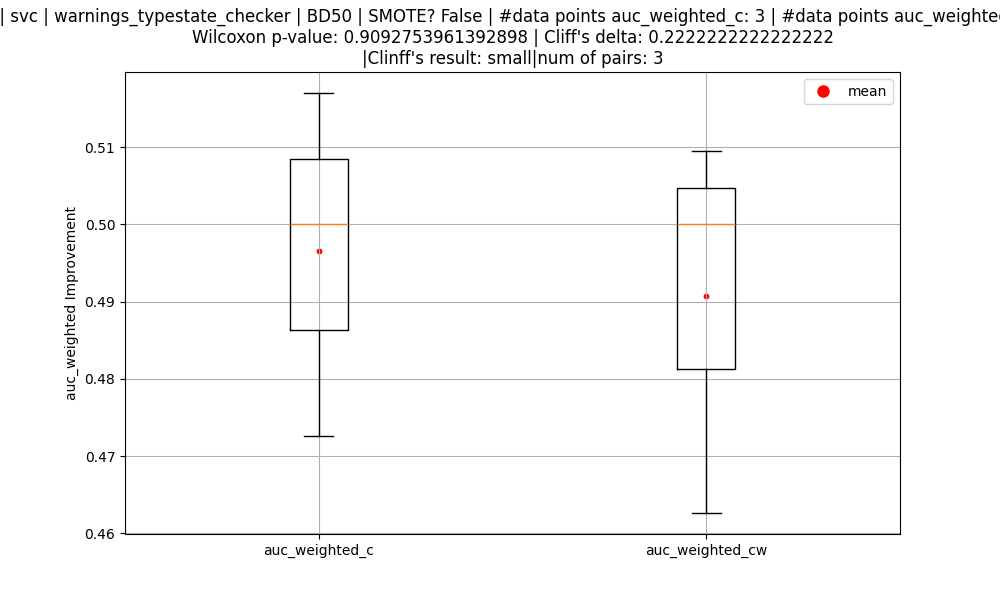 | svc | warnings_typestate_checker | BD50 | SMOTE? False | #data points auc_weighted_c: 3 | #data points
Wilcoxon p-value: 0.9092753961392898 | Cliff's delta: 0.2222222222222222
|Clinff's result: small|num of pairs: 3
mean
0.51
0.50
0.49
0.48
0.47
0.46
auc_weighted Improvement
auc_weighted_c
auc_weighted_cw